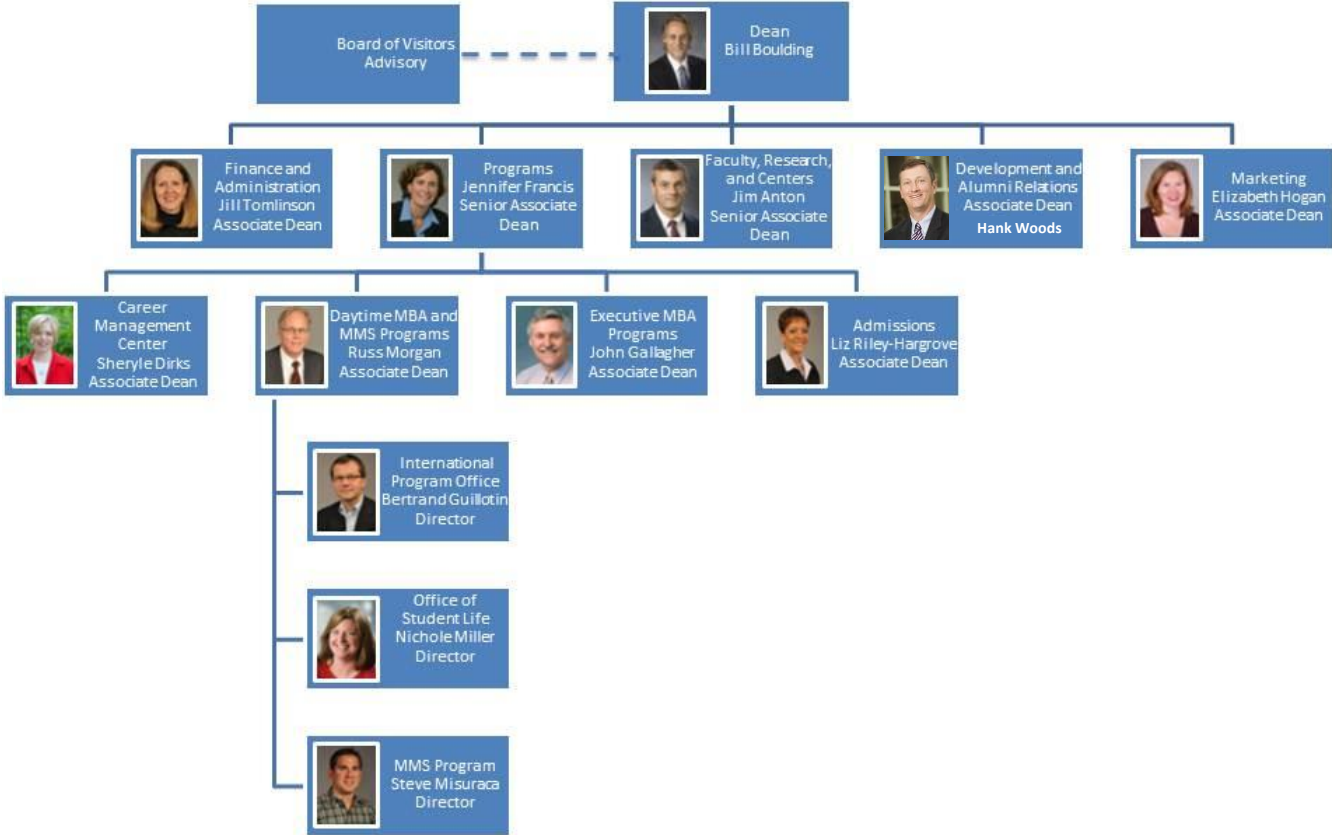 Board of Visitors
Advisory
Dean
Bill Boulding
Finance and
Administration
Jill Tomlinson
Associate Dean
Programs
Jennifer Francis
Senior Associate
Dean
Faculty, Research,
and Centers
Jim Anton
Senior Associate
Dean
Development and
Alumni Relations
Associate Dean
Hank Woods
Marketing
Elizabeth Hogan
Associate Dean
Career
Management
Center
Sheryle Dirks
Associate Dean
Daytime MBA and
MMS Programs
Russ Morgan
Associate Dean
Executive MBA
Programs
John Gallagher
Associate Dean
Admissions
Liz Riley-Hargrove
Associate Dean
International
Program Office
Bertrand Guillotin
Director
Office of
Student Life
Nichole Miller
Director
MMS Program
Steve Misuraca
Director